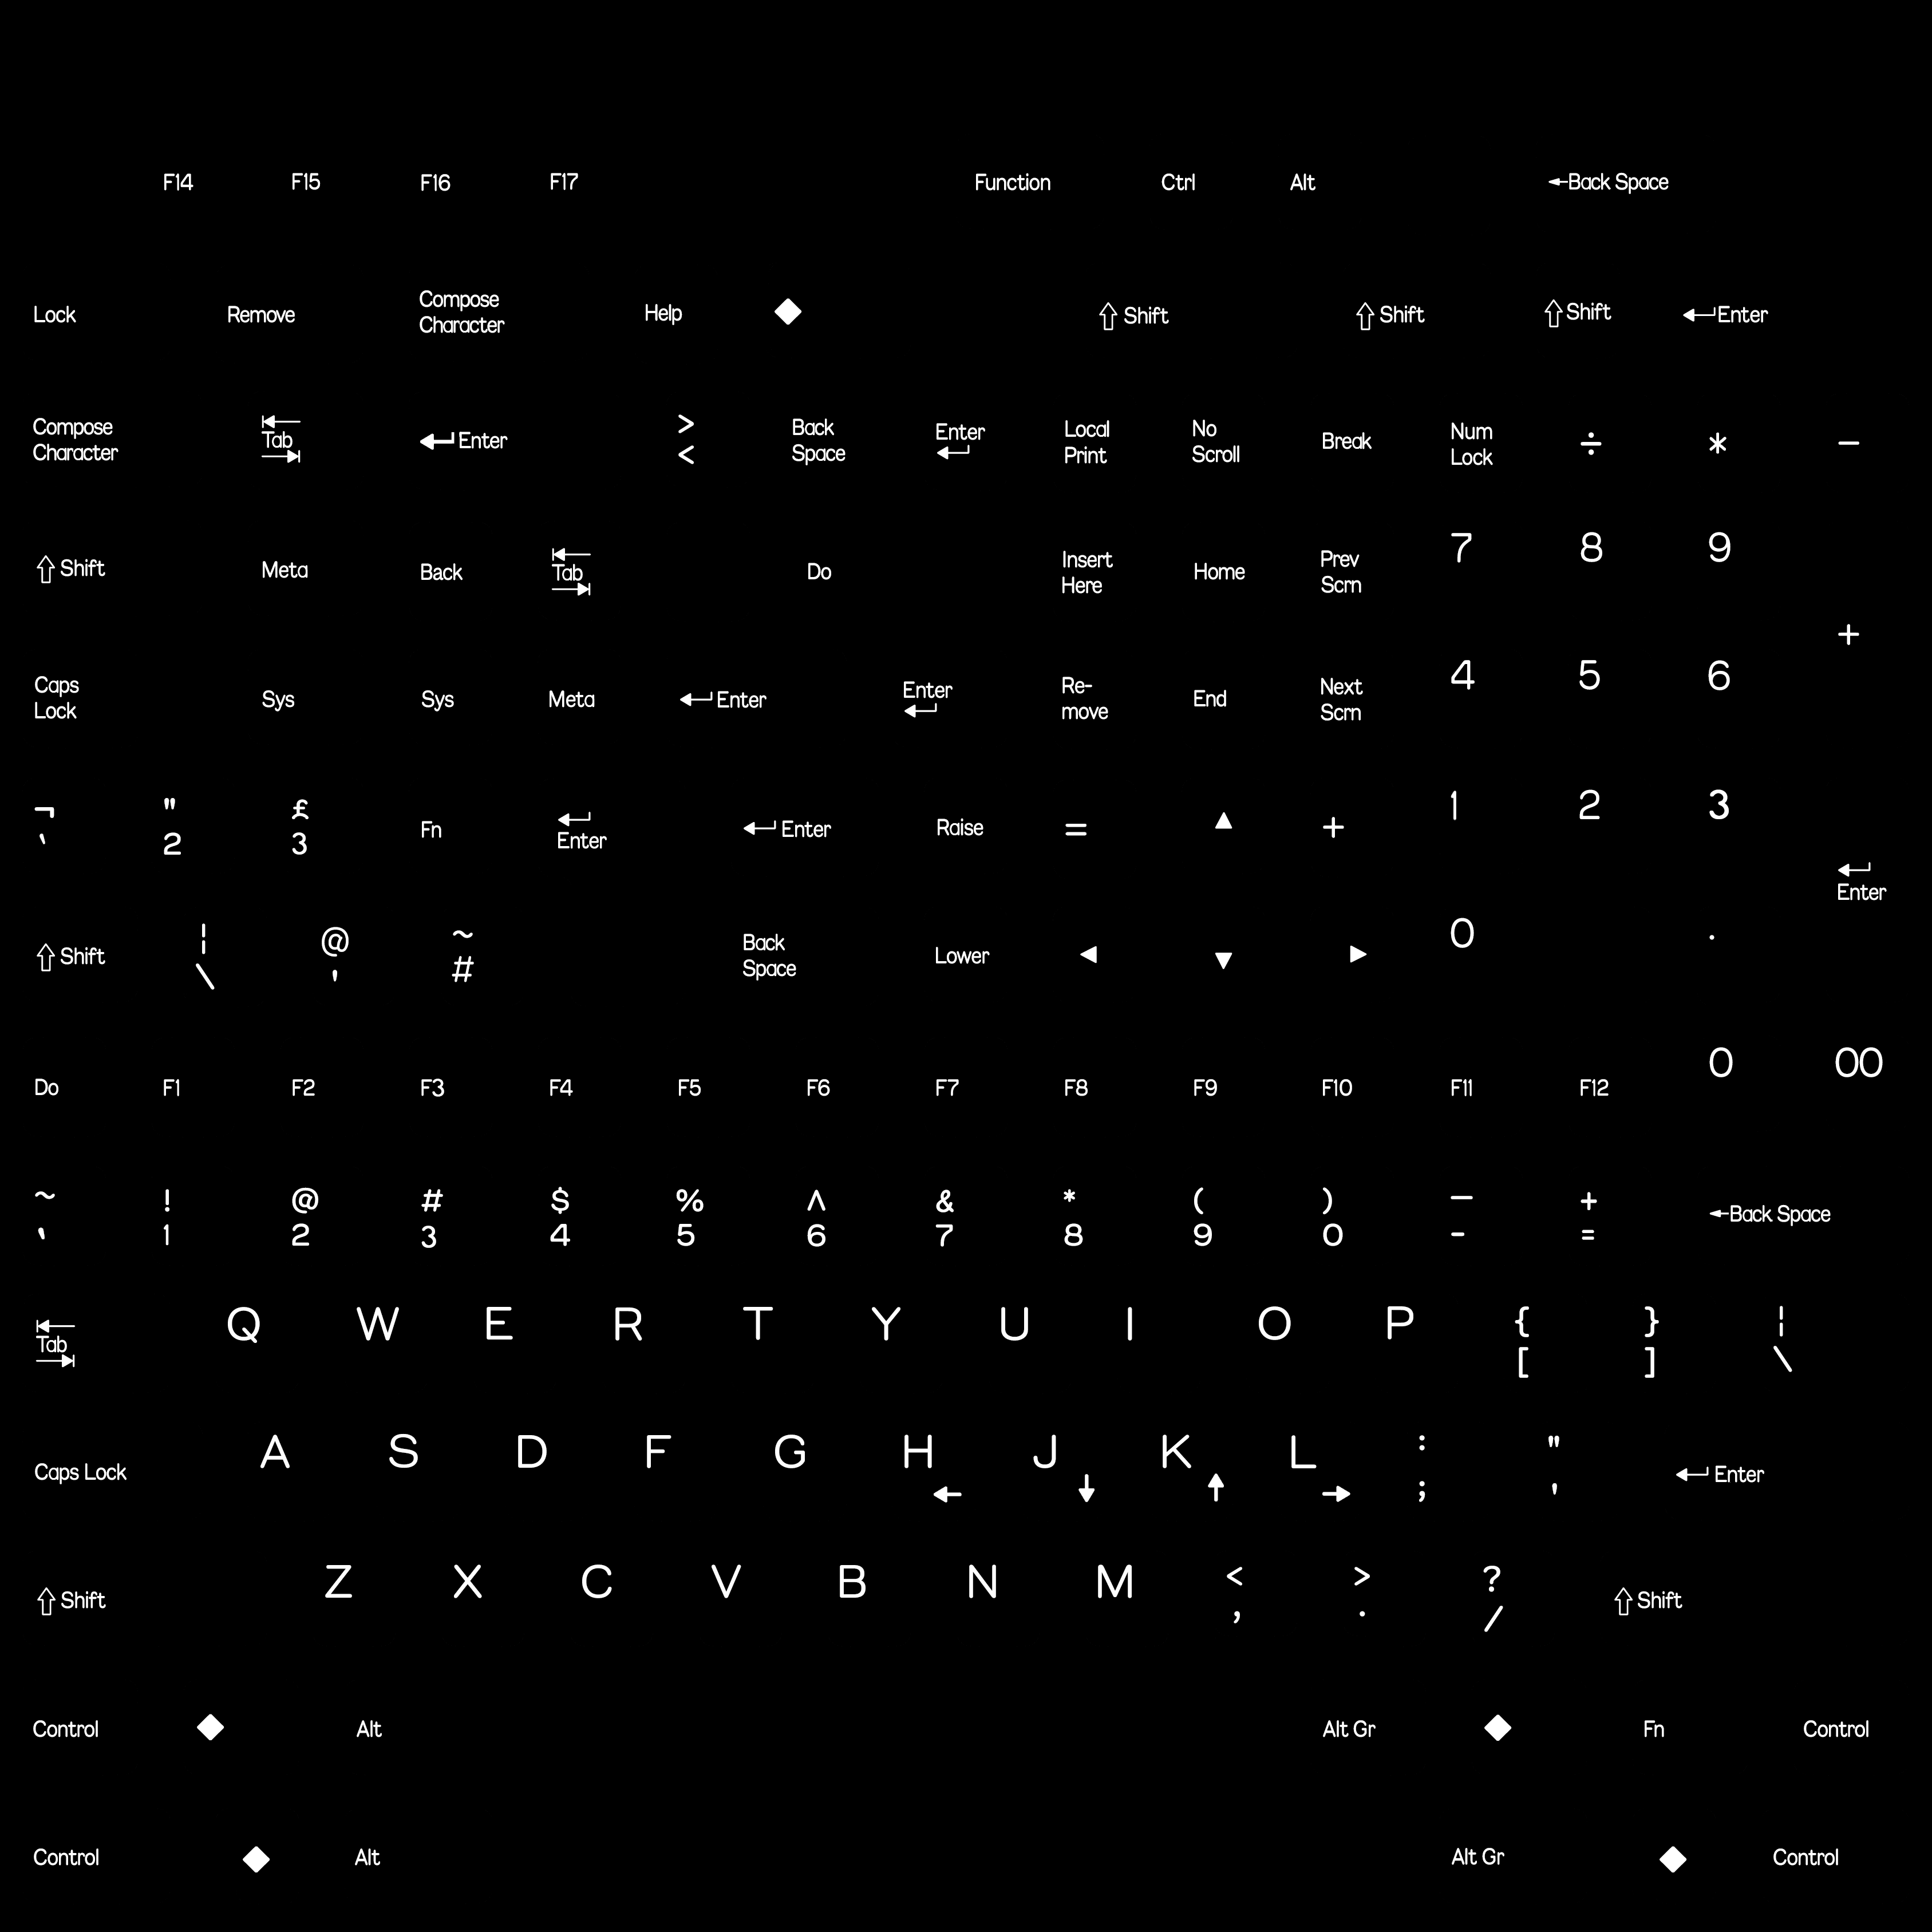 F14 F15 F16 F17 Function Ctrl Alt ←Back Space
Lock Remove Compose Character Help ◆ ⇧ Shift ⇧ Shift ⇧ Shift ↵ Enter
Compose Character Tab ↵ Enter > < Back Space Enter ↵ Local Print No Scroll Break Num Lock ÷ * −
⇧ Shift Meta Back Tab Do Insert Here Home Prev Scrn 7 8 9
+
Caps Lock Sys Sys Meta ↵ Enter Enter ↵ Re- move End Next Scrn 4 5 6
¬ ` " 2 £ 3 Fn ↵ Enter ↵ Enter Raise = ▲ + 1 2 3
↵ Enter
⇧ Shift ¦ \ @ ' ~ # Back Space Lower ◀ ▼ ▶ 0 .
0 00
Do F1 F2 F3 F4 F5 F6 F7 F8 F9 F10 F11 F12
~ ! @ # $ % ^ & * ( ) _ +
` 1 2 3 4 5 6 7 8 9 0 - =
←Back Space
Tab Q W E R T Y U I O P { [ } ] ¦ \
Caps Lock A S D F G H ← J ↓ K ↑ L → : ; " ' ↵ Enter
⇧ Shift Z X C V B N M < , > . ? / ⇧ Shift
Control ◆ Alt Alt Gr ◆ Fn Control
Control ◆ Alt Alt Gr ◆ Control